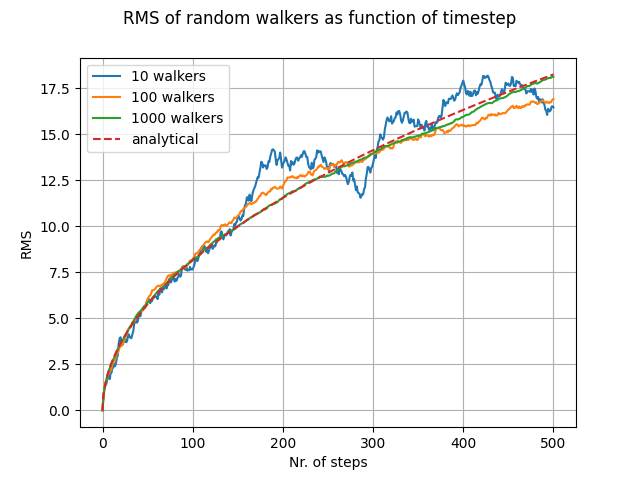 RMS of random walkers as function of timestep
10 walkers
100 walkers
1000 walkers
analytical
17.5
15.0
12.5
10.0
7.5
5.0
2.5
0.0
RMS
0 100 200 300 400 500
Nr. of steps